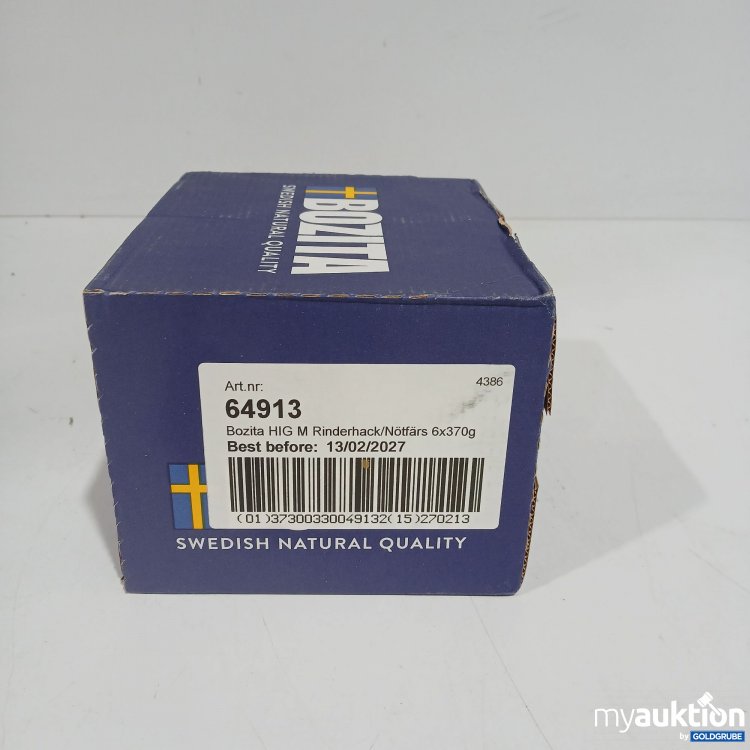 BOZITA
SWEDISH NATURAL QUALITY
Art.nr:
4386
64913
Bozita HIG M Rinderhack/Nötfärs 6x370g
Best before: 13/02/2027
(01)37300330049132(15)270213
SWEDISH NATURAL QUALITY
myauktion
by GOLDGRUBE